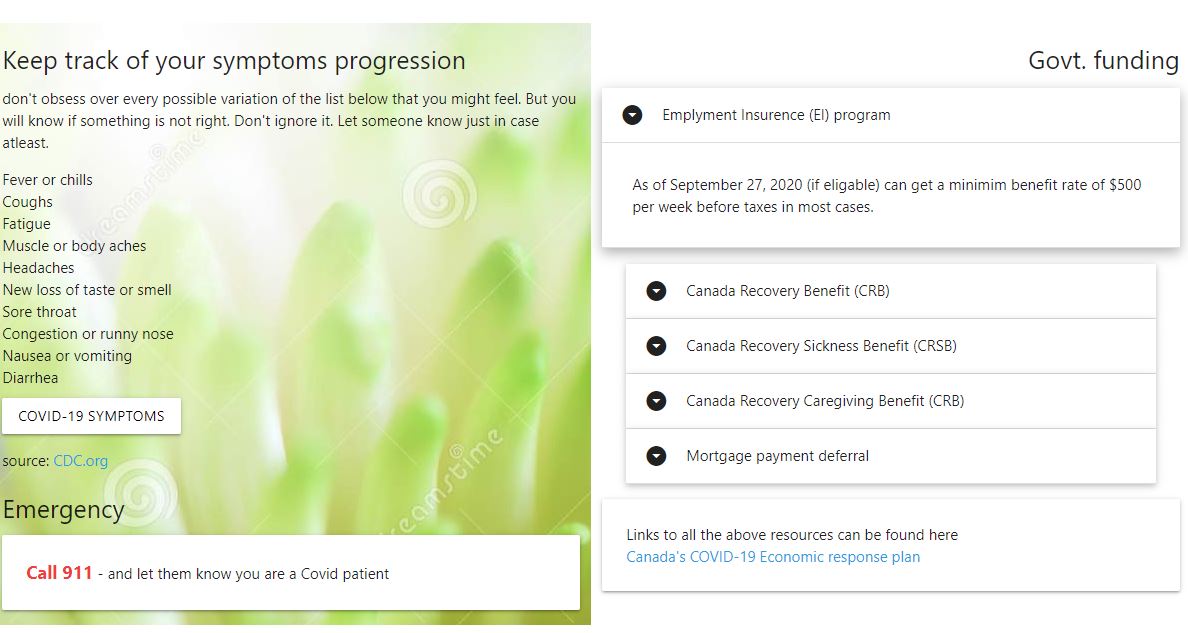 Keep track of your symptoms progression
don't obsess over every possible variation of the list below that you might feel. But you
will know if something is not right. Don't ignore it. Let someone know just in case
atleast.
Fever or chills
Coughs
Fatigue
Muscle or body aches
Headaches
New loss of taste or smell
Sore throat
Congestion or runny nose
Nausea or vomiting
Diarrhea
COVID-19 SYMPTOMS
source: CDC.org
Emergency
Call 911 - and let them know you are a Covid patient
dreamstime
dreamstime
Govt. funding
Emplyment Insurence (EI) program
As of September 27, 2020 (if eligable) can get a minimim benefit rate of $500
per week before taxes in most cases.
Canada Recovery Benefit (CRB)
Canada Recovery Sickness Benefit (CRSB)
Canada Recovery Caregiving Benefit (CRB)
Mortgage payment deferral
Links to all the above resources can be found here
Canada's COVID-19 Economic response plan